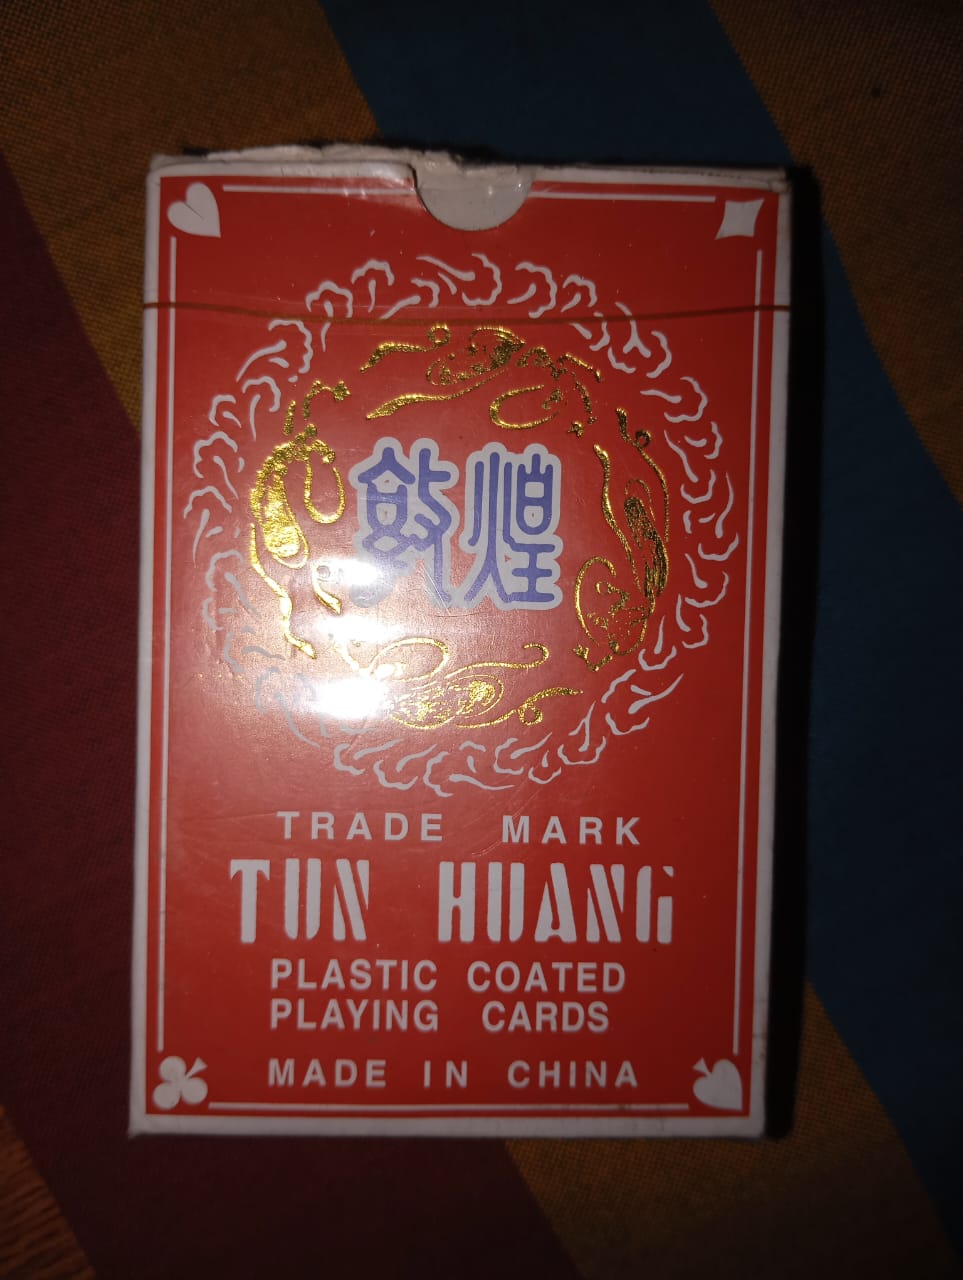 敦煌
TRADE MARK
TUN HUANG
PLASTIC COATED
PLAYING CARDS
MADE IN CHINA